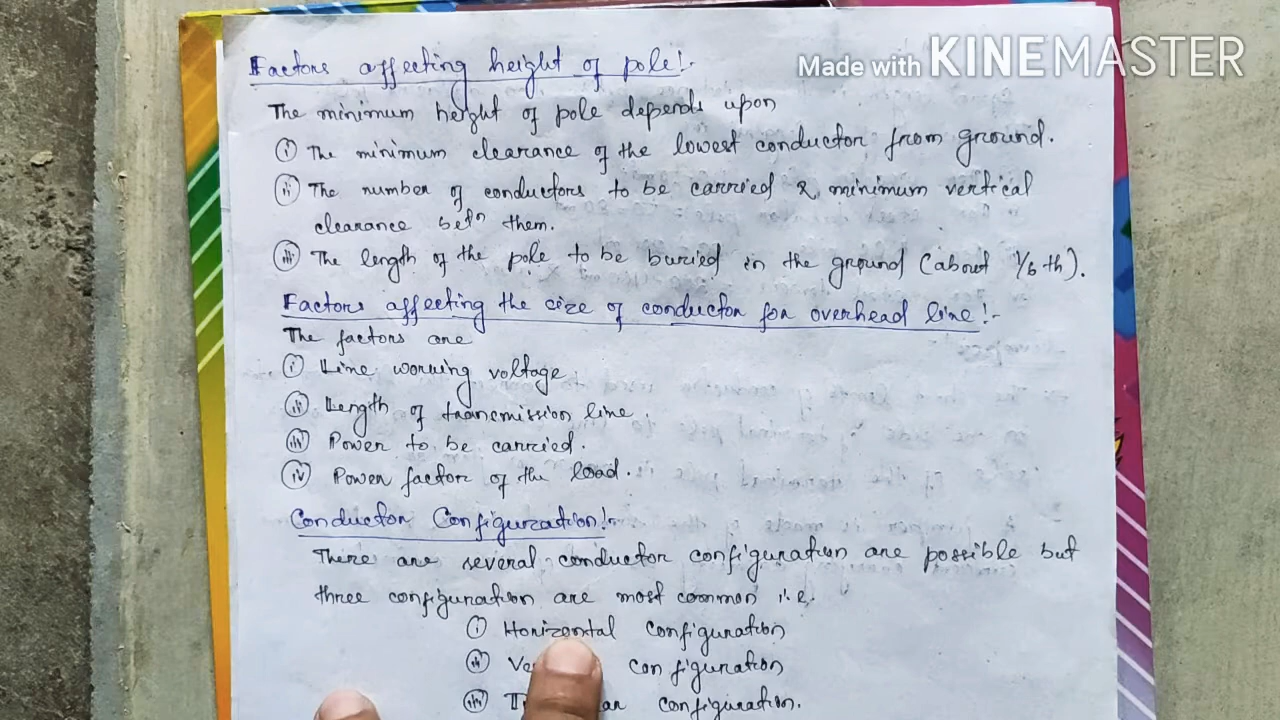 Made with KINEMASTER
Factors affecting height of pole:-
The minimum height of pole depends upon
(i) The minimum clearance of the lowest conductor from ground.
(ii) The number of conductors to be carried & minimum vertical
clearance betn them.
(iii) The length of the pole to be buried in the ground (about 1/6 th).
Factors affecting the size of conductor for overhead line:-
The factors are
(i) Line working voltage.
(ii) Length of transmission line.
(iii) Power to be carried.
(iv) Power factor of the load.
Conductor Configuration:-
There are several conductor configuration are possible but
three configuration are most common i.e.
(i) Horizontal configuration
(ii) configuration
(iii) configuration.